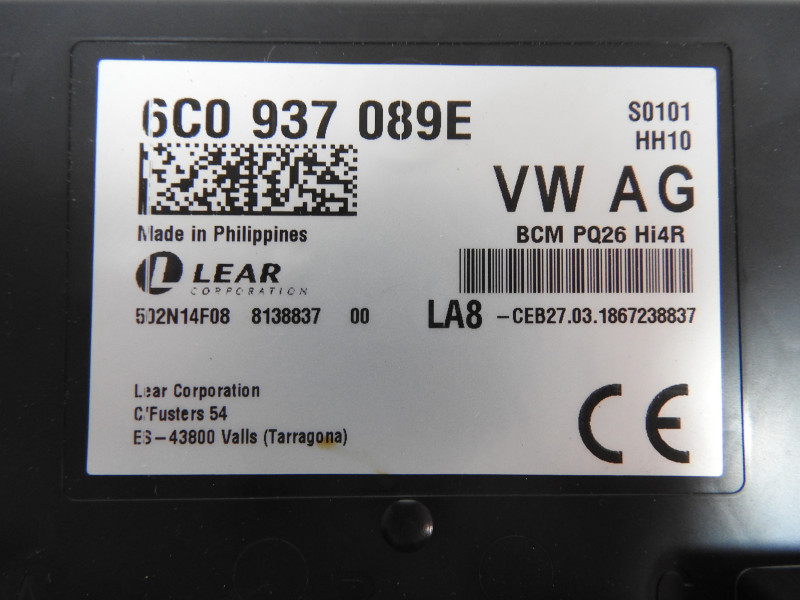 6C0 937 089E
S0101
HH10
VW AG
Made in Philippines
BCM PQ26 Hi4R
LEAR
CORPORATION
502N14F08 8138837 00
LA8 -CEB27.03.1867238837
Lear Corporation
C/Fusters 54
ES-43800 Valls (Tarragona)
CE